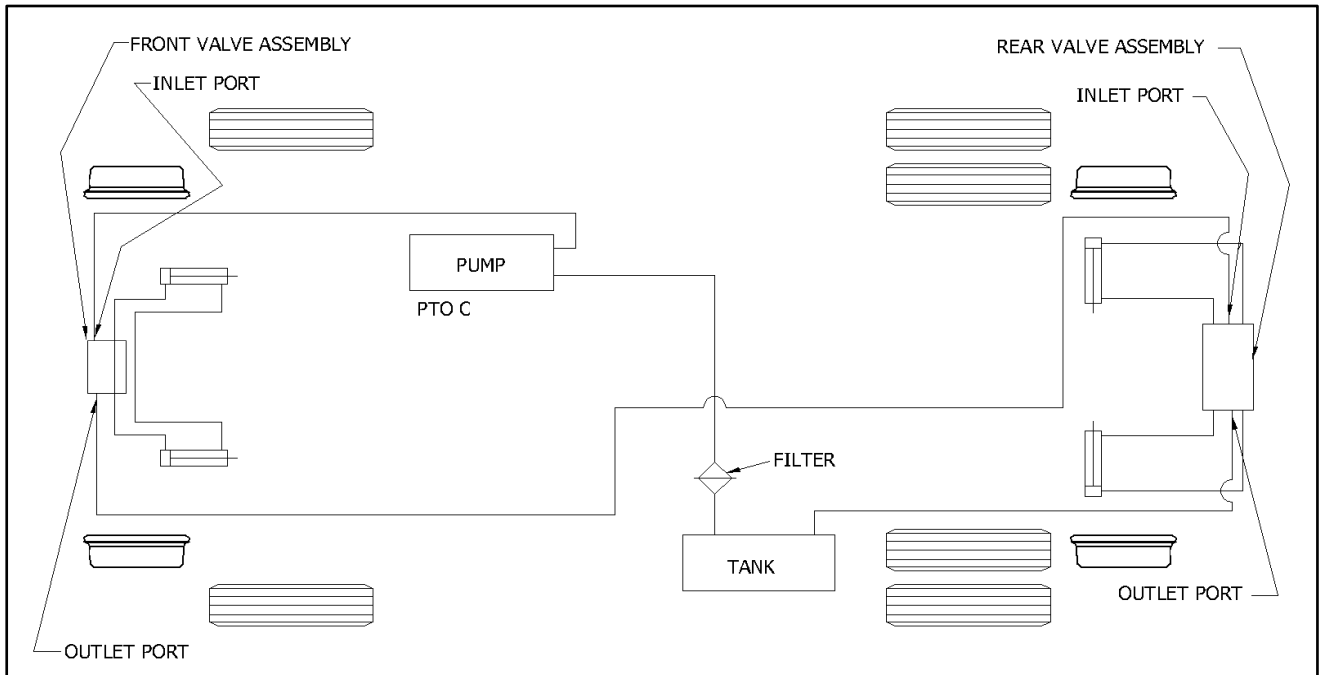 FRONT VALVE ASSEMBLY
REAR VALVE ASSEMBLY
INLET PORT
INLET PORT
PUMP
PTO C
FILTER
TANK
OUTLET PORT
OUTLET PORT